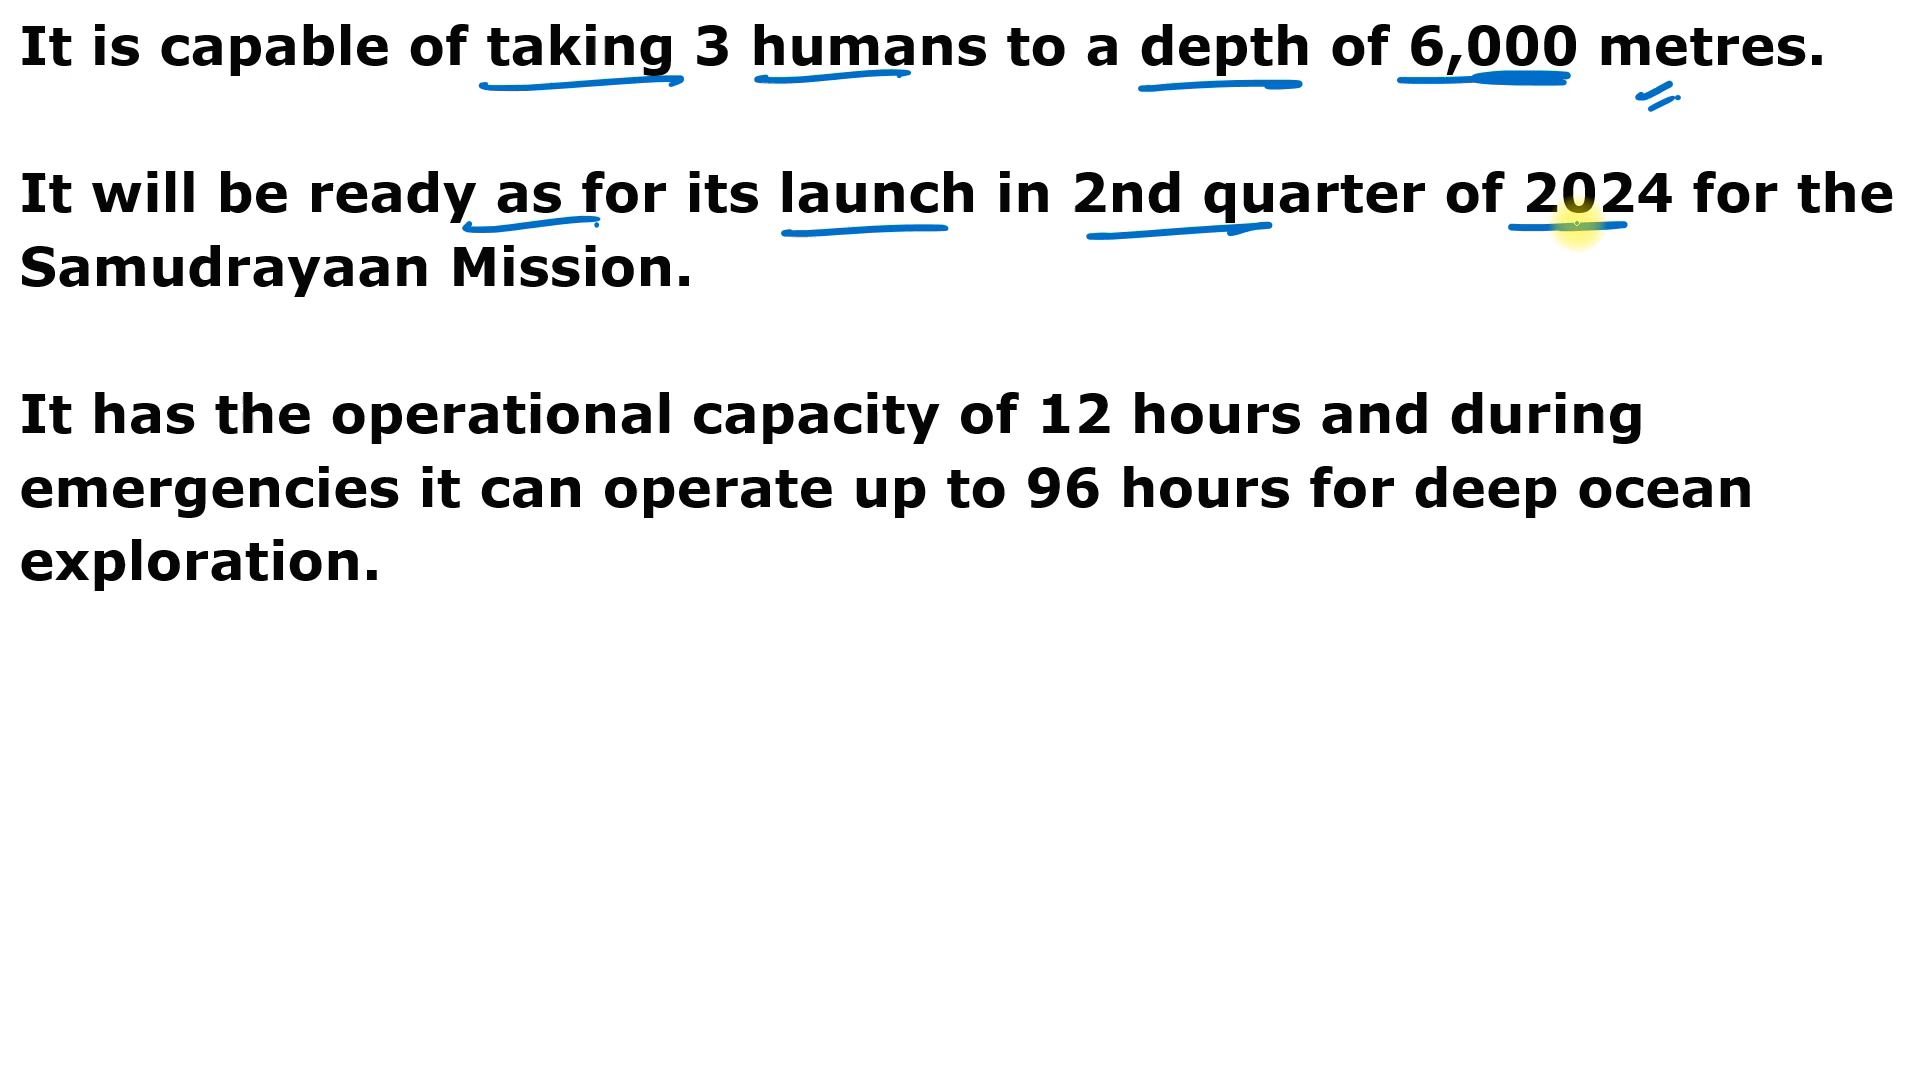 It is capable of taking 3 humans to a depth of 6,000 metres.
It will be ready as for its launch in 2nd quarter of 2024 for the
Samudrayaan Mission.
It has the operational capacity of 12 hours and during
emergencies it can operate up to 96 hours for deep ocean
exploration.